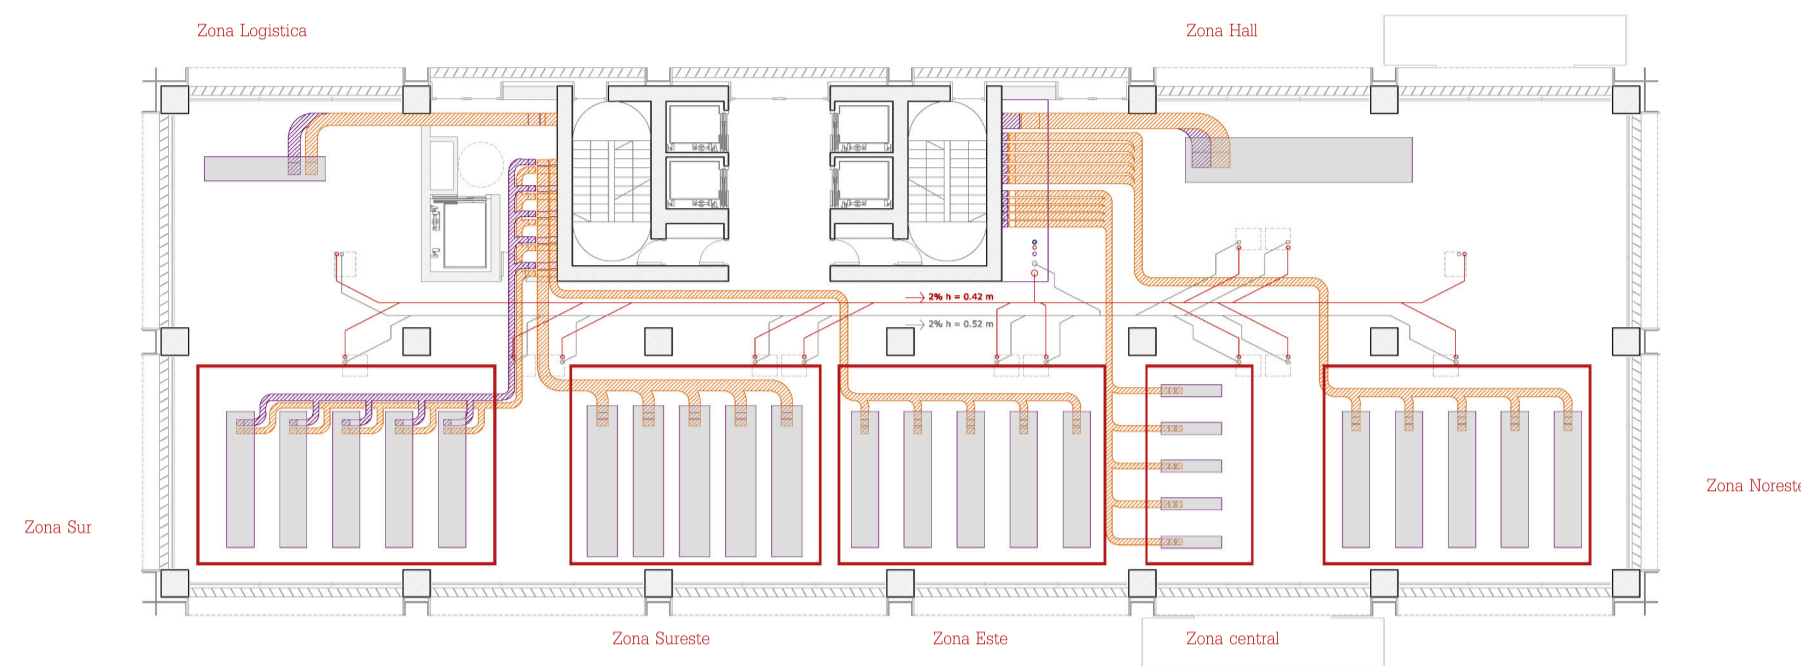 Zona Logistica
Zona Hall
2% h = 0.42 m
2% h = 0.52 m
Zona Noreste
Zona Sur
Zona Sureste
Zona Este
Zona central